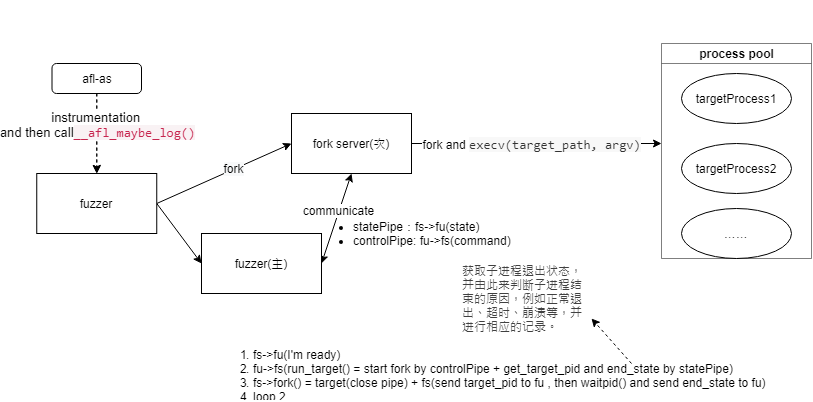 process pool
afl-as
targetProcess1
instrumentation
and then call__afl_maybe_log()
fork server(次)
fork and execv(target_path, argv)
fork
targetProcess2
fuzzer
communicate
statePipe：fs->fu(state)
controlPipe: fu->fs(command)
……
fuzzer(主)
获取子进程退出状态，
并由此来判断子进程结
束的原因，例如正常退
出、超时、崩溃等，并
进行相应的记录。
1. fs->fu(I'm ready)
2. fu->fs(run_target() = start fork by controlPipe + get_target_pid and end_state by statePipe)
3. fs->fork() = target(close pipe) + fs(send target_pid to fu , then waitpid() and send end_state to fu)
4. loop 2